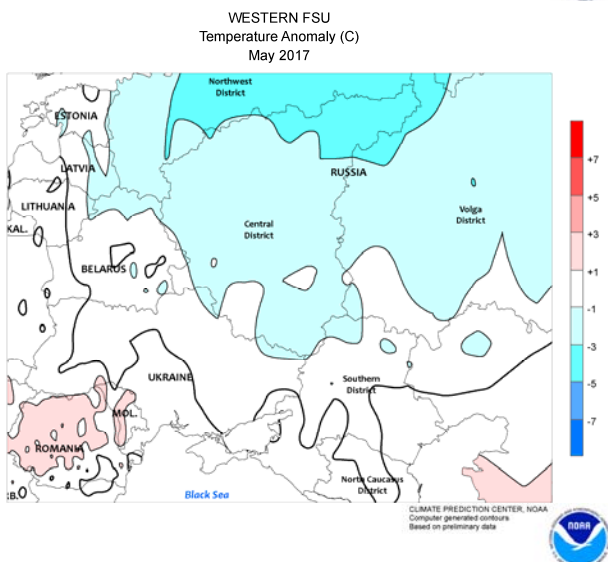 WESTERN FSU
Temperature Anomaly (C)
May 2017
Northwest
District
ESTONIA
LATVIA
RUSSIA
LITHUANIA
KAL.
Volga
District
Central
District
BELARUS
UKRAINE
Southern
District
MOL.
ROMANIA
North Caucasus
District
Black Sea
B.
+7
+5
+3
+1
-1
-3
-5
-7
CLIMATE PREDICTION CENTER, NOAA
Computer generated contours
Based on preliminary data
NOAA